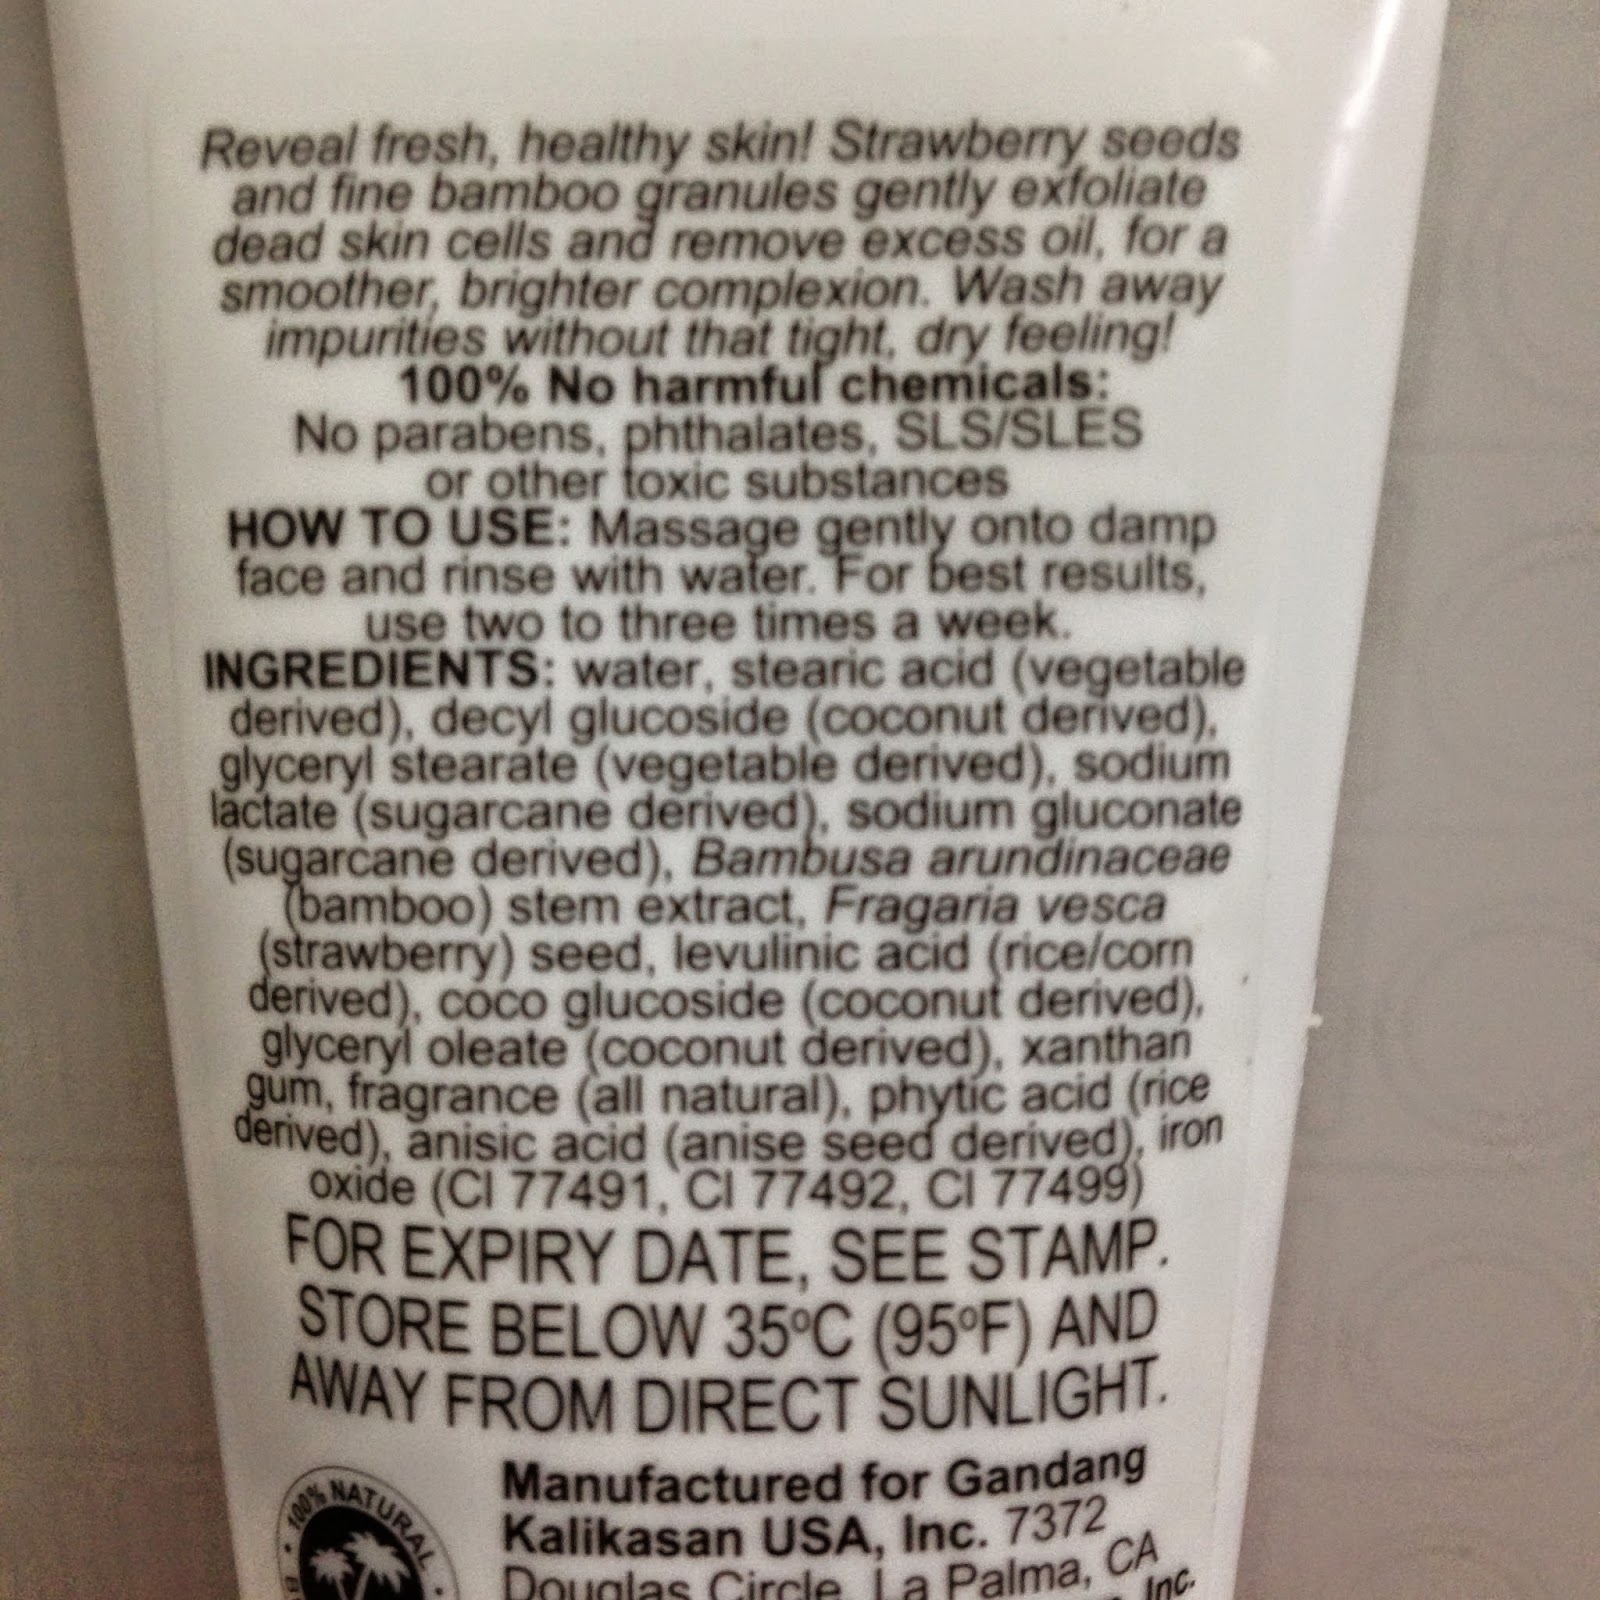 Reveal fresh, healthy skin! Strawberry seeds
and fine bamboo granules gently exfoliate
dead skin cells and remove excess oil, for a
smoother, brighter complexion. Wash away
impurities without that tight, dry feeling!
100% No harmful chemicals:
No parabens, phthalates, SLS/SLES
or other toxic substances
HOW TO USE: Massage gently onto damp
face and rinse with water. For best results,
use two to three times a week.
INGREDIENTS: water, stearic acid (vegetable
derived), decyl glucoside (coconut derived),
glyceryl stearate (vegetable derived), sodium
lactate (sugarcane derived), sodium gluconate
(sugarcane derived), Bambusa arundinaceae
(bamboo) stem extract, Fragaria vesca
(strawberry) seed, levulinic acid (rice/corn
derived), coco glucoside (coconut derived),
glyceryl oleate (coconut derived), xanthan
gum, fragrance (all natural), phytic acid (rice
derived), anisic acid (anise seed derived), iron
oxide (CI 77491, CI 77492, CI 77499)
FOR EXPIRY DATE, SEE STAMP.
STORE BELOW 35ºC (95ºF) AND
AWAY FROM DIRECT SUNLIGHT.
100% NATURAL
Manufactured for Gandang
Kalikasan USA, Inc. 7372
Douglas Circle, La Palma, CA
Inc.